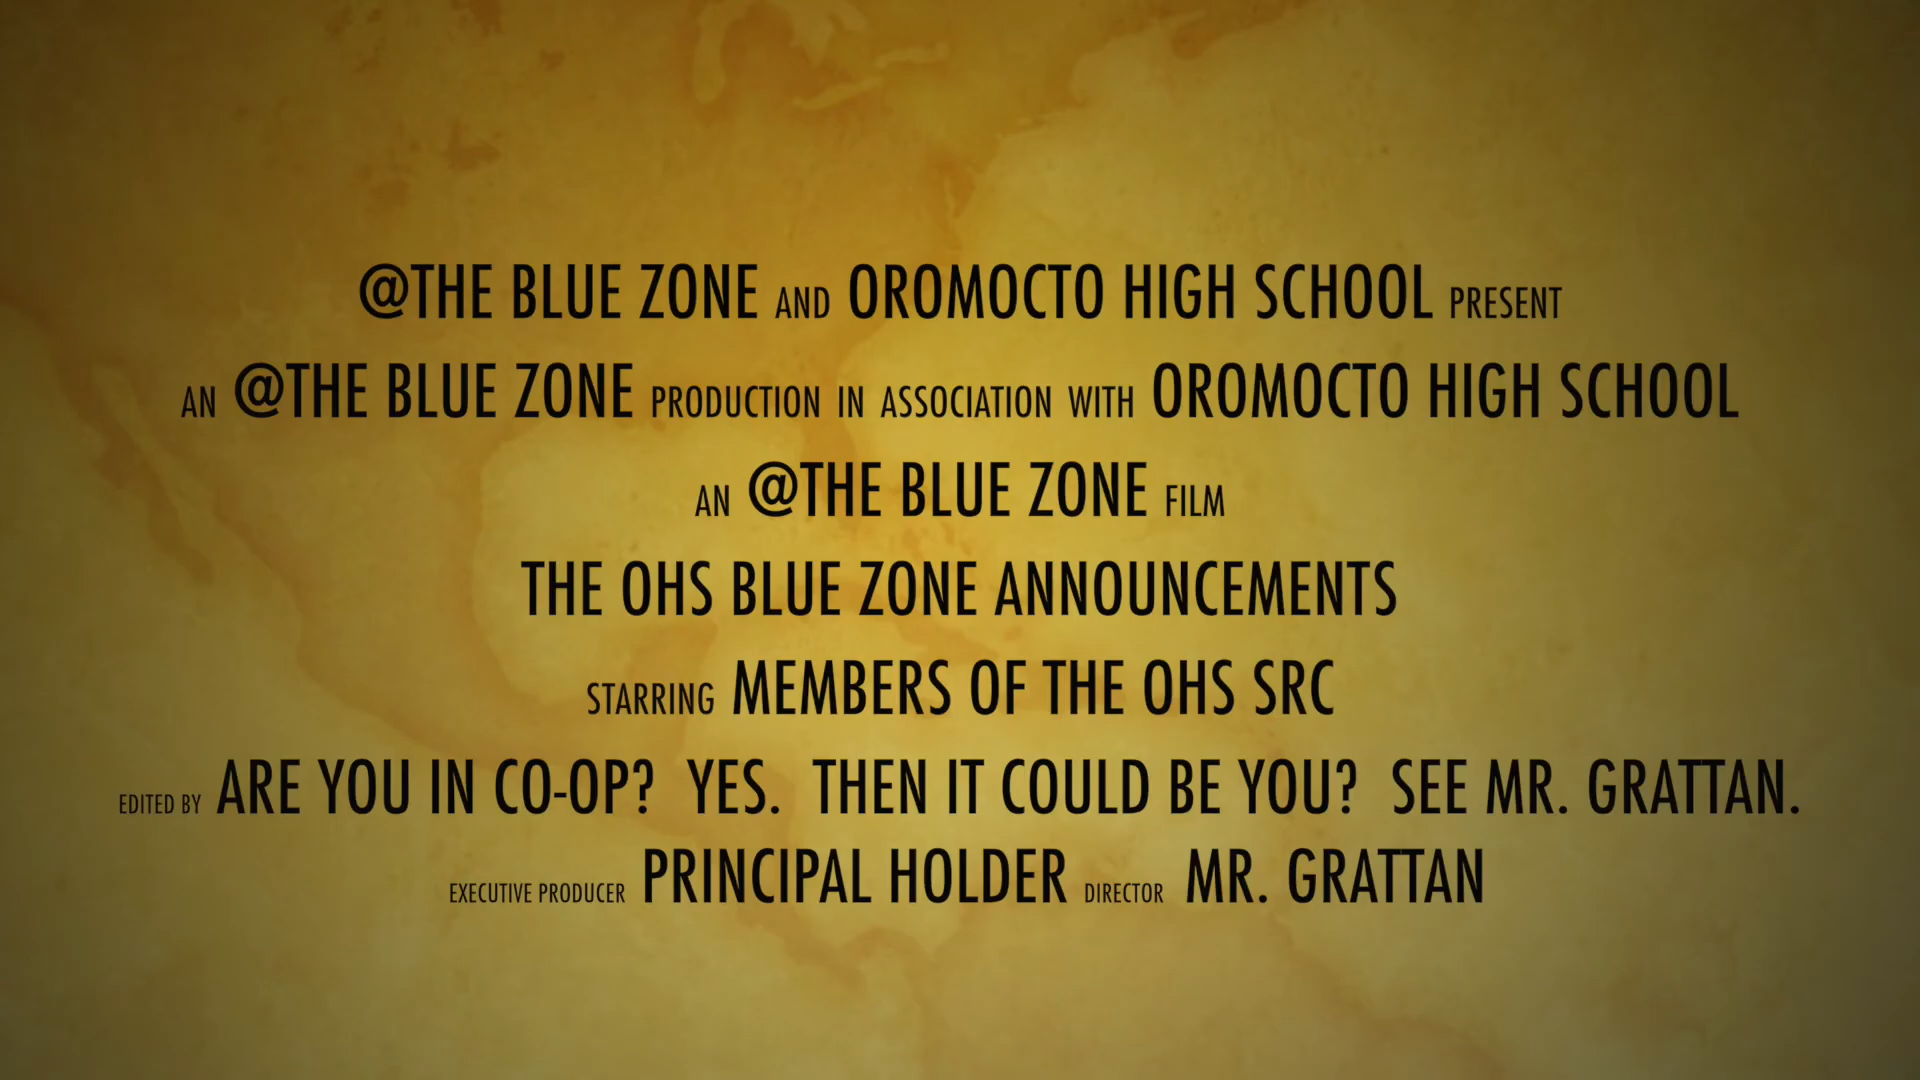 @THE BLUE ZONE AND OROMOCTO HIGH SCHOOL PRESENT
AN @THE BLUE ZONE PRODUCTION IN ASSOCIATION WITH OROMOCTO HIGH SCHOOL
AN @THE BLUE ZONE FILM
THE OHS BLUE ZONE ANNOUNCEMENTS
STARRING MEMBERS OF THE OHS SRC
EDITED BY ARE YOU IN CO-OP? YES. THEN IT COULD BE YOU? SEE MR. GRATTAN.
EXECUTIVE PRODUCER PRINCIPAL HOLDER DIRECTOR MR. GRATTAN